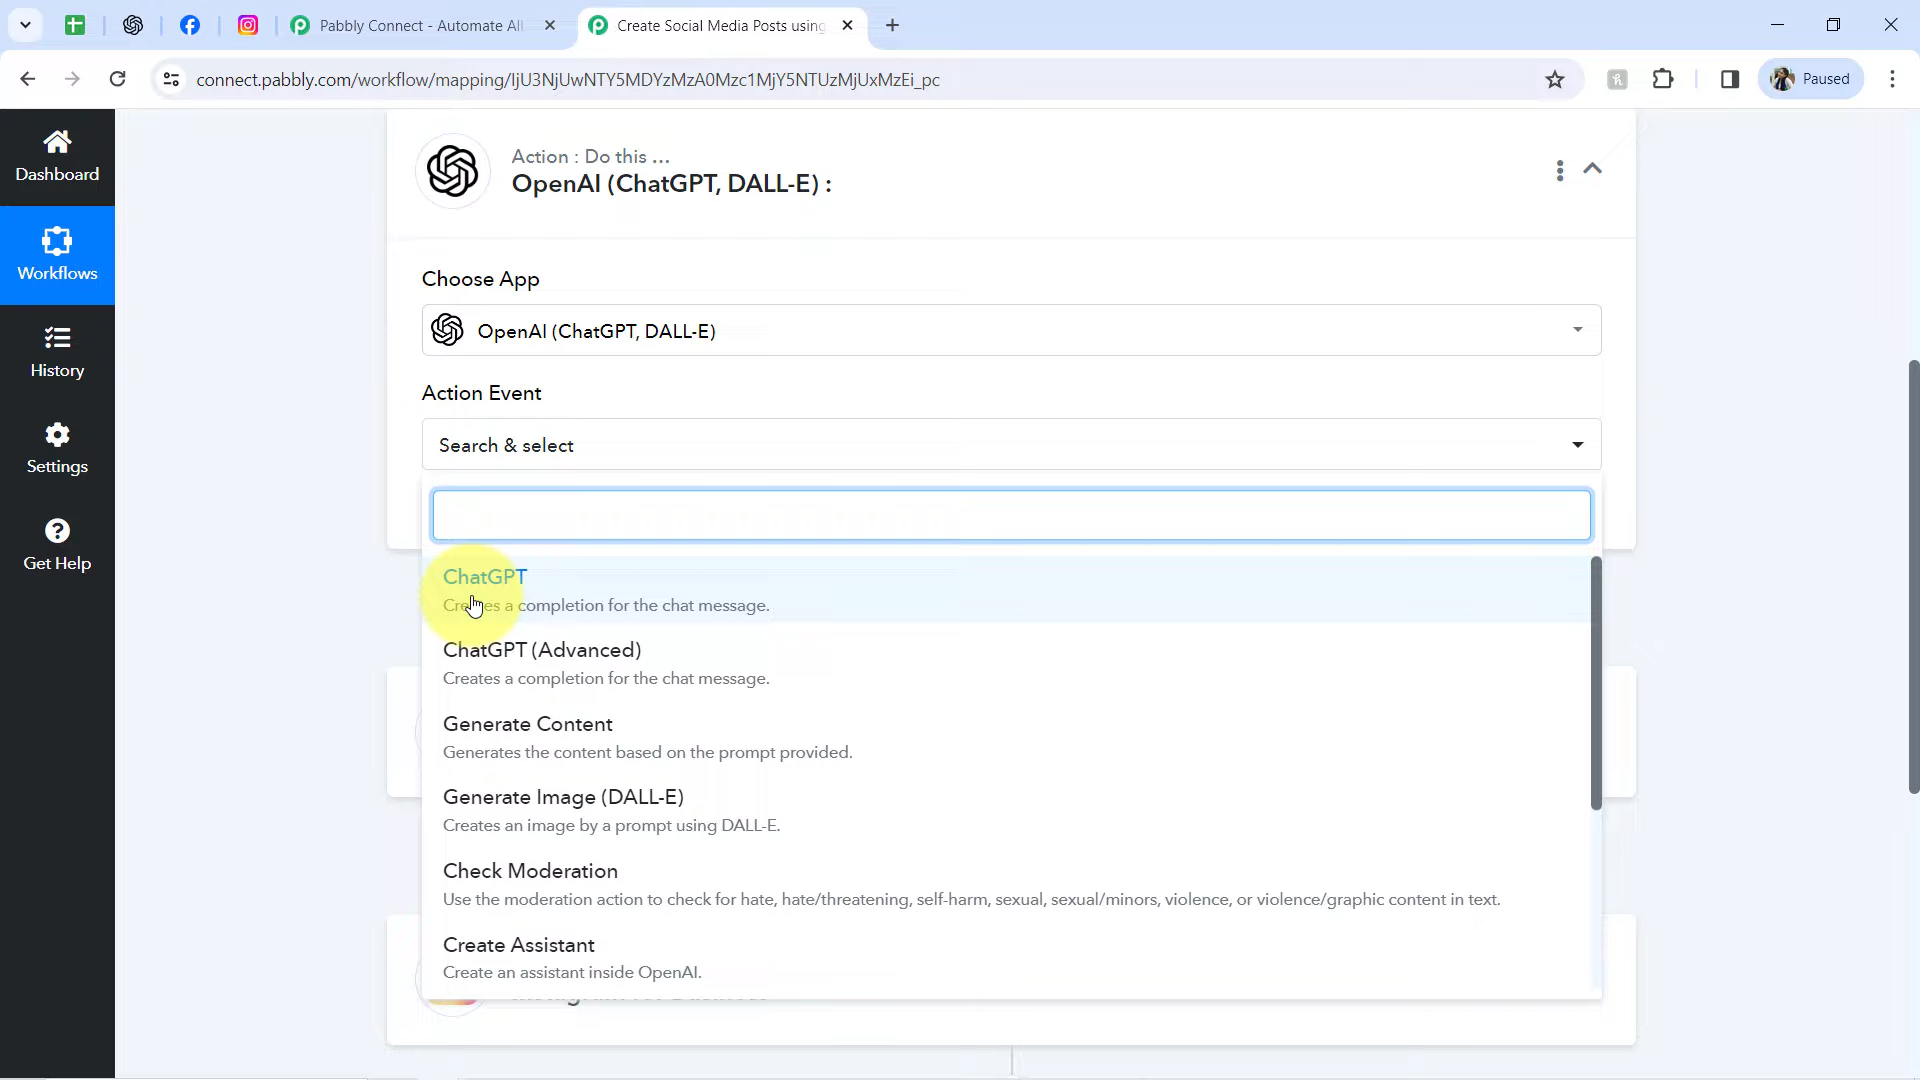 Pabbly Connect - Automate All
Create Social Media Posts using
connect.pabbly.com/workflow/mapping/IjU3NjUwNTY5MDYzMzA0Mzc1MjY5NTUzMjUxMzEi_pc
Paused
Dashboard
Workflows
History
Settings
Get Help
Action : Do this ...
OpenAI (ChatGPT, DALL-E) :
Choose App
OpenAI (ChatGPT, DALL-E)
Action Event
Search & select
ChatGPT
Creates a completion for the chat message.
ChatGPT (Advanced)
Creates a completion for the chat message.
Generate Content
Generates the content based on the prompt provided.
Generate Image (DALL-E)
Creates an image by a prompt using DALL-E.
Check Moderation
Use the moderation action to check for hate, hate/threatening, self-harm, sexual, sexual/minors, violence, or violence/graphic content in text.
Create Assistant
Create an assistant inside OpenAI.